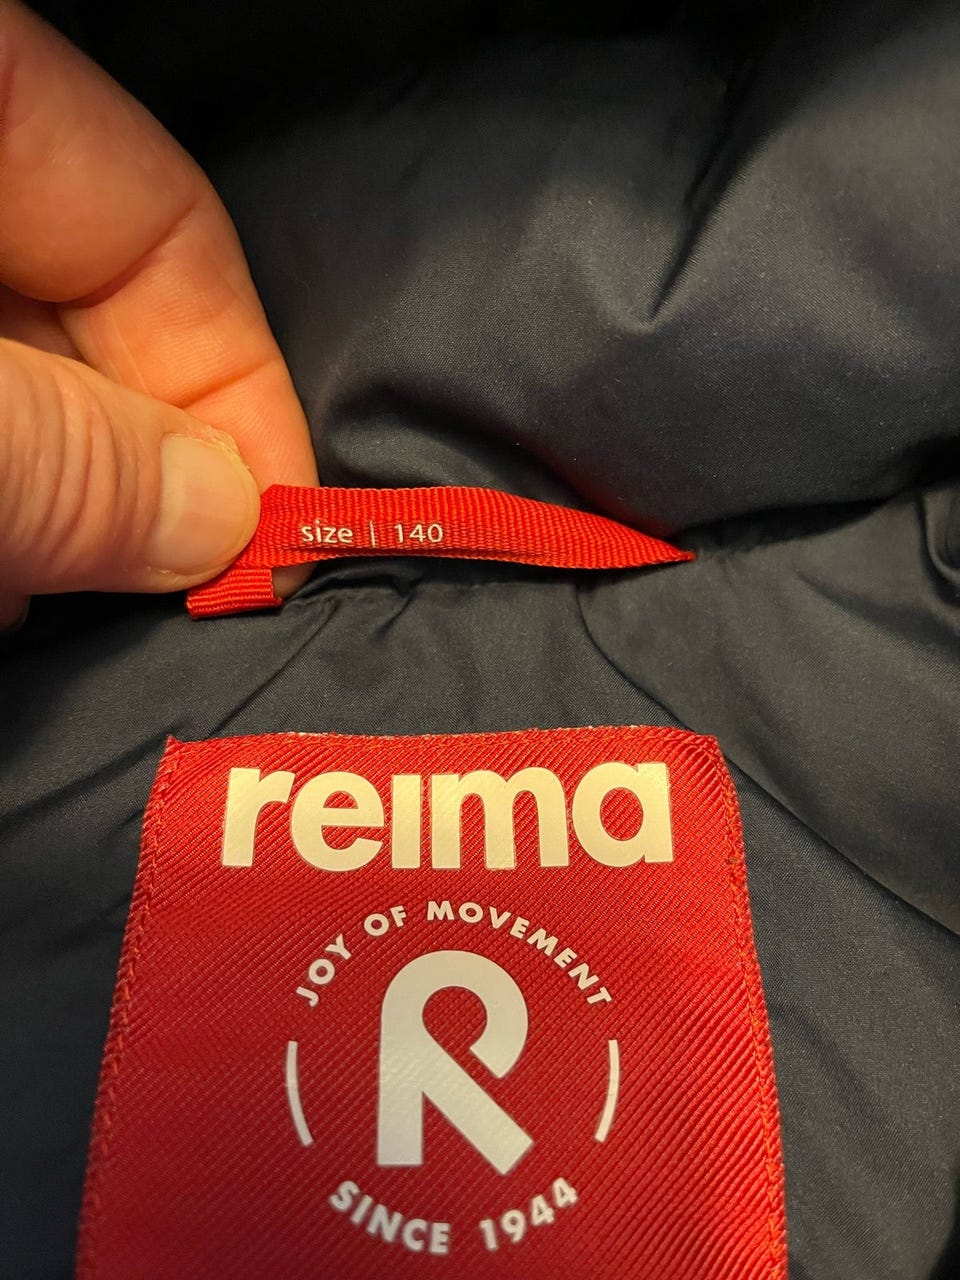 size | 140
reima
JOY OF MOVEMENT
R
SINCE 1944